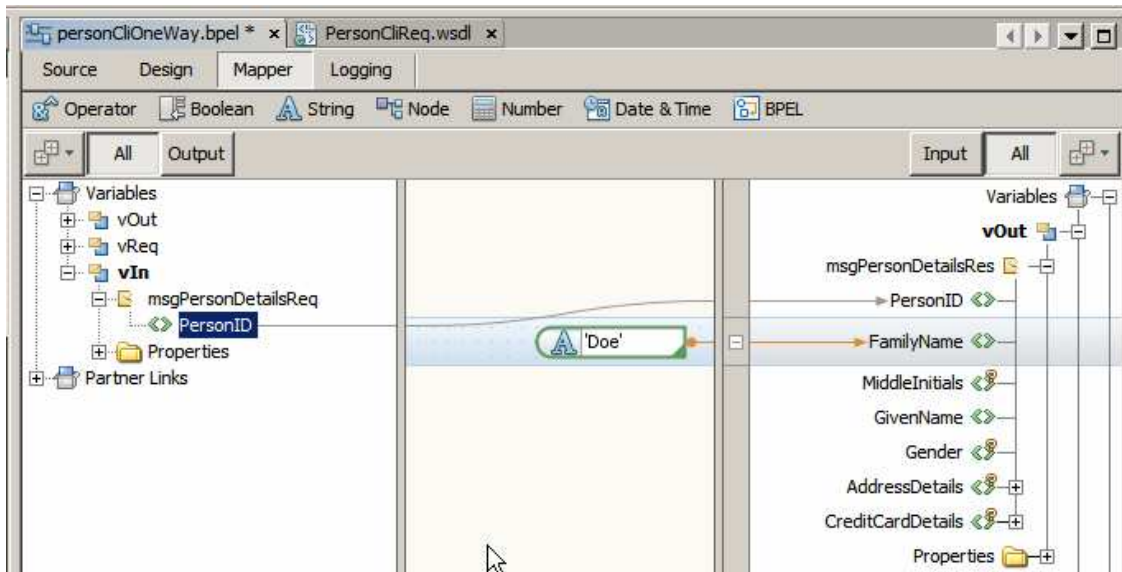 personCliOneWay.bpel * x PersonCliReq.wsdl x
Source Design Mapper Logging
Operator Boolean String Node Number Date & Time BPEL
All Output Input All
Variables
vOut
vReq
vIn
msgPersonDetailsReq
PersonID
Properties
Partner Links
'Doe'
Variables
vOut
msgPersonDetailsRes
PersonID
FamilyName
MiddleInitials
GivenName
Gender
AddressDetails
CreditCardDetails
Properties